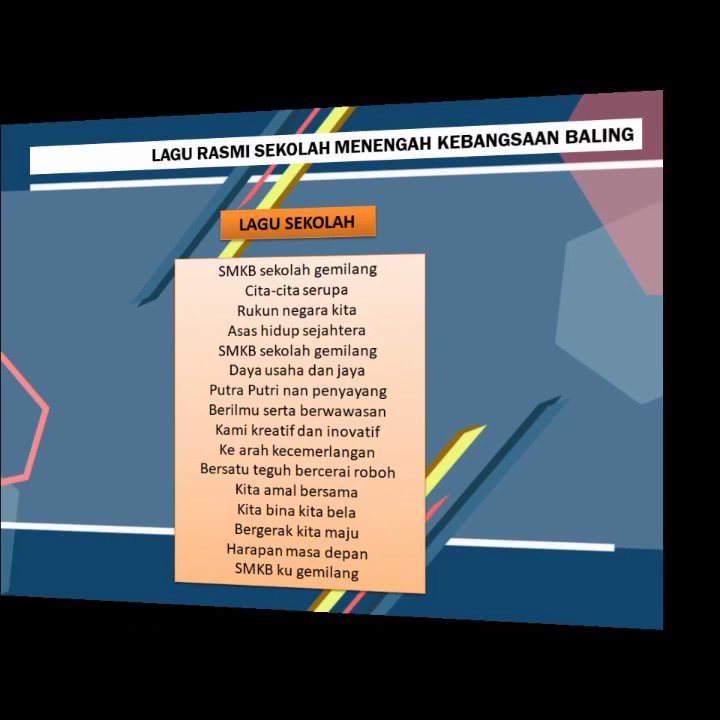 LAGU RASMI SEKOLAH MENENGAH KEBANGSAAN BALING
LAGU SEKOLAH
SMKB sekolah gemilang
Cita-cita serupa
Rukun negara kita
Asas hidup sejahtera
SMKB sekolah gemilang
Daya usaha dan jaya
Putra Putri nan penyayang
Berilmu serta berwawasan
Kami kreatif dan inovatif
Ke arah kecemerlangan
Bersatu teguh bercerai roboh
Kita amal bersama
Kita bina kita bela
Bergerak kita maju
Harapan masa depan
SMKB ku gemilang